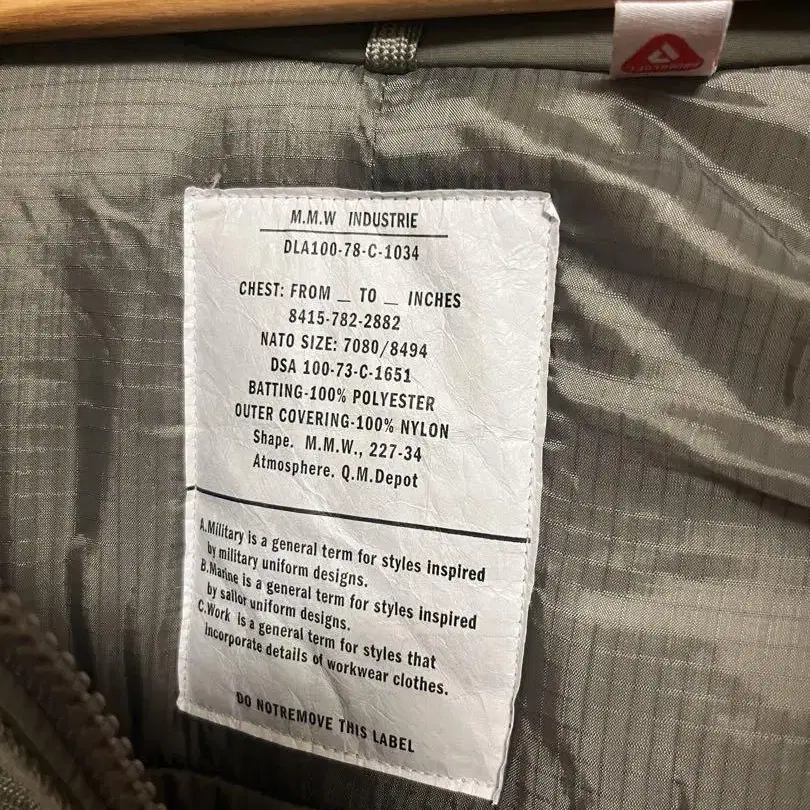 M.M.W INDUSTRIE
DLA100-78-C-1034
CHEST: FROM _ TO _ INCHES
8415-782-2882
NATO SIZE: 7080/8494
DSA 100-73-C-1651
BATTING-100% POLYESTER
OUTER COVERING-100% NYLON
Shape. M.M.W., 227-34
Atmosphere. Q.M.Depot
A.Military is a general term for styles inspired
by military uniform designs.
B.Marine is a general term for styles inspired
by sailor uniform designs.
C.Work is a general term for styles that
incorporate details of workwear clothes.
DO NOTREMOVE THIS LABEL